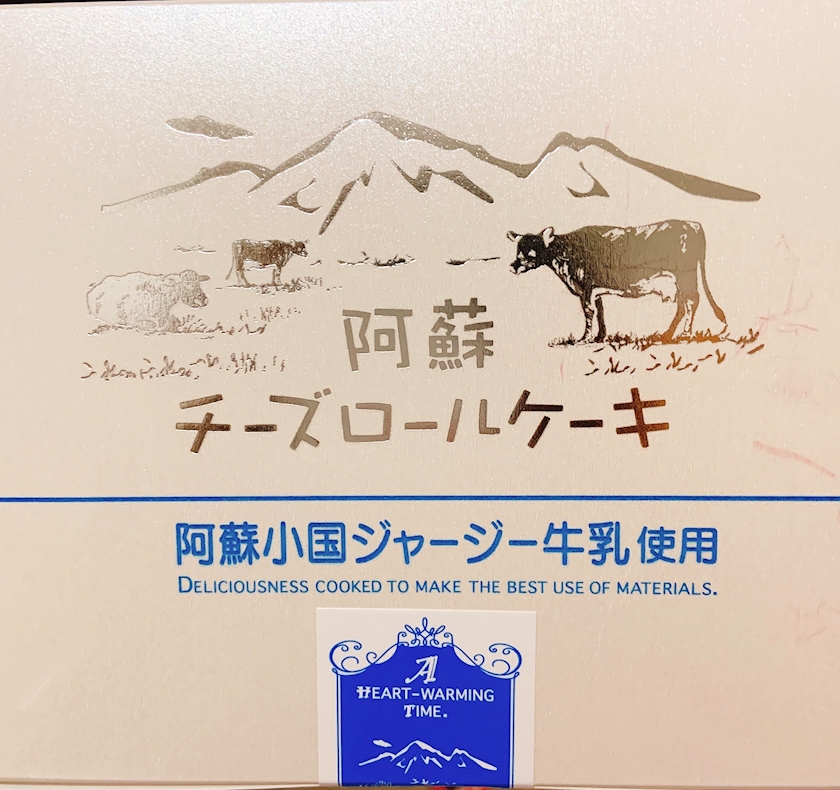 阿蘇
チーズロールケーキ
阿蘇小国ジャージー牛乳使用
DELICIOUSNESS COOKED TO MAKE THE BEST USE OF MATERIALS.
A
HEART-WARMING
TIME.